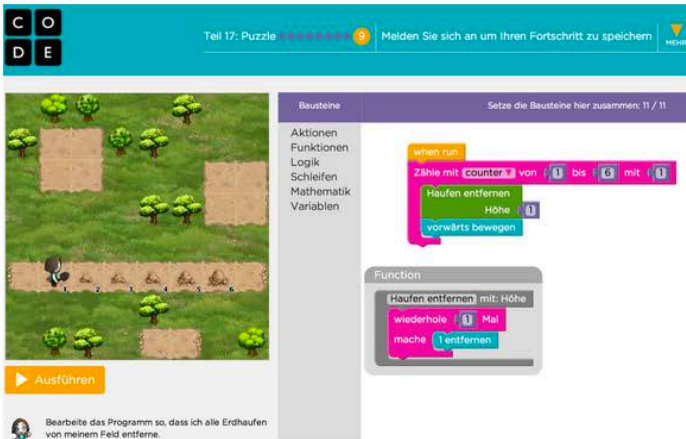 C O
D E
Teil 17: Puzzle 9 Melden Sie sich an um Ihren Fortschritt zu speichern
MEHR
Bausteine
Setze die Bausteine hier zusammen: 11 / 11
Aktionen
Funktionen
Logik
Schleifen
Mathematik
Variablen
when run
Zähle mit counter von 1 bis 6 mit 1
Haufen entfernen
Höhe 1
vorwärts bewegen
Function
Haufen entfernen mit: Höhe
wiederhole 1 Mal
mache 1 entfernen
1 2 3 4 5 6
Ausführen
Bearbeite das Programm so, dass ich alle Erdhaufen
von meinem Feld entferne.